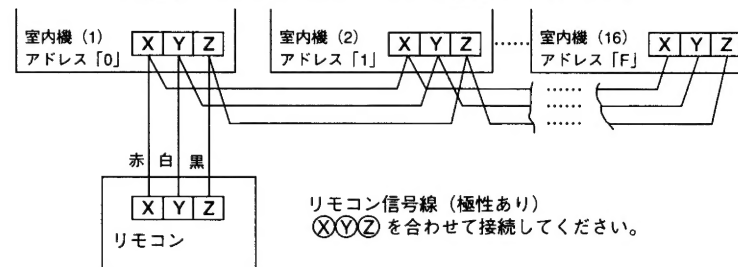 室内機（1）
アドレス「0」
X Y Z
室内機（2）
アドレス「1」
X Y Z
……
室内機（16）
アドレス「F」
X Y Z
……
……
……
赤 白 黒
X Y Z
リモコン
リモコン信号線（極性あり）
ⓍⓎⓏ を合わせて接続してください。